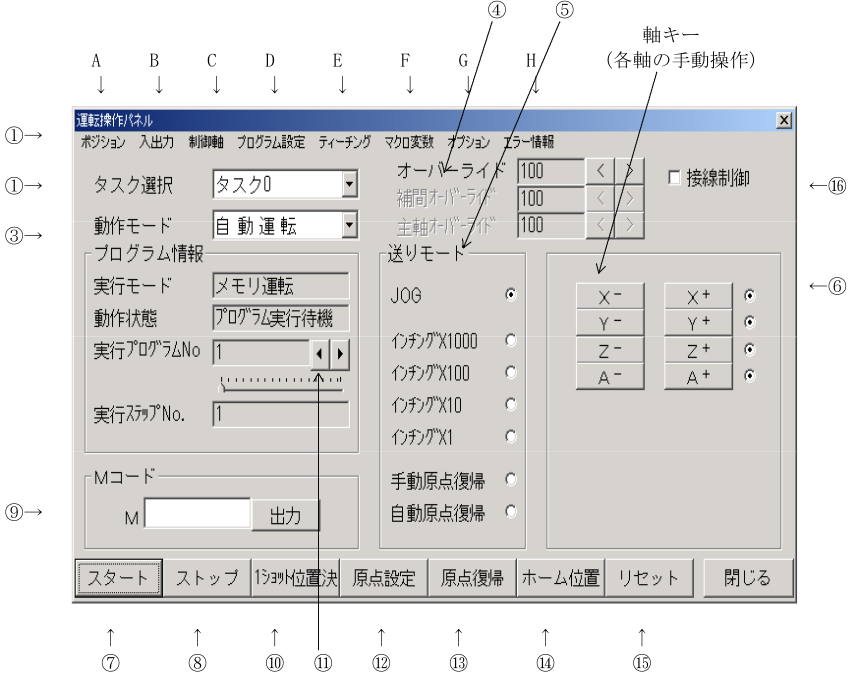 ④ ⑤
軸キー
(各軸の手動操作)
A B C D E F G H
↓ ↓ ↓ ↓ ↓ ↓ ↓ ↓
運転操作パネル
①→ ポジション 入出力 制御軸 プログラム設定 ティーチング マクロ変数 オプション エラー情報
①→ タスク選択 タスク0 オーバーライド 100 < > 接線制御 ←⑯
補間オーバーライド 100 < >
③→ 動作モード 自動運転 主軸オーバーライド 100 < >
プログラム情報 送りモード
実行モード メモリ運転 JOG X- X+ ←⑥
動作状態 プログラム実行待機 Y- Y+
実行プログラムNo 1 インチングX1000 Z- Z+
インチングX100 A- A+
実行ステップNo. 1 インチングX10
インチングX1
Mコード 手動原点復帰
⑨→ M 出力 自動原点復帰
スタート ストップ 1ショット位置決 原点設定 原点復帰 ホーム位置 リセット 閉じる
↑ ↑ ↑ ↑ ↑ ↑ ↑
⑦ ⑧ ⑩ ⑪ ⑫ ⑬ ⑭ ⑮